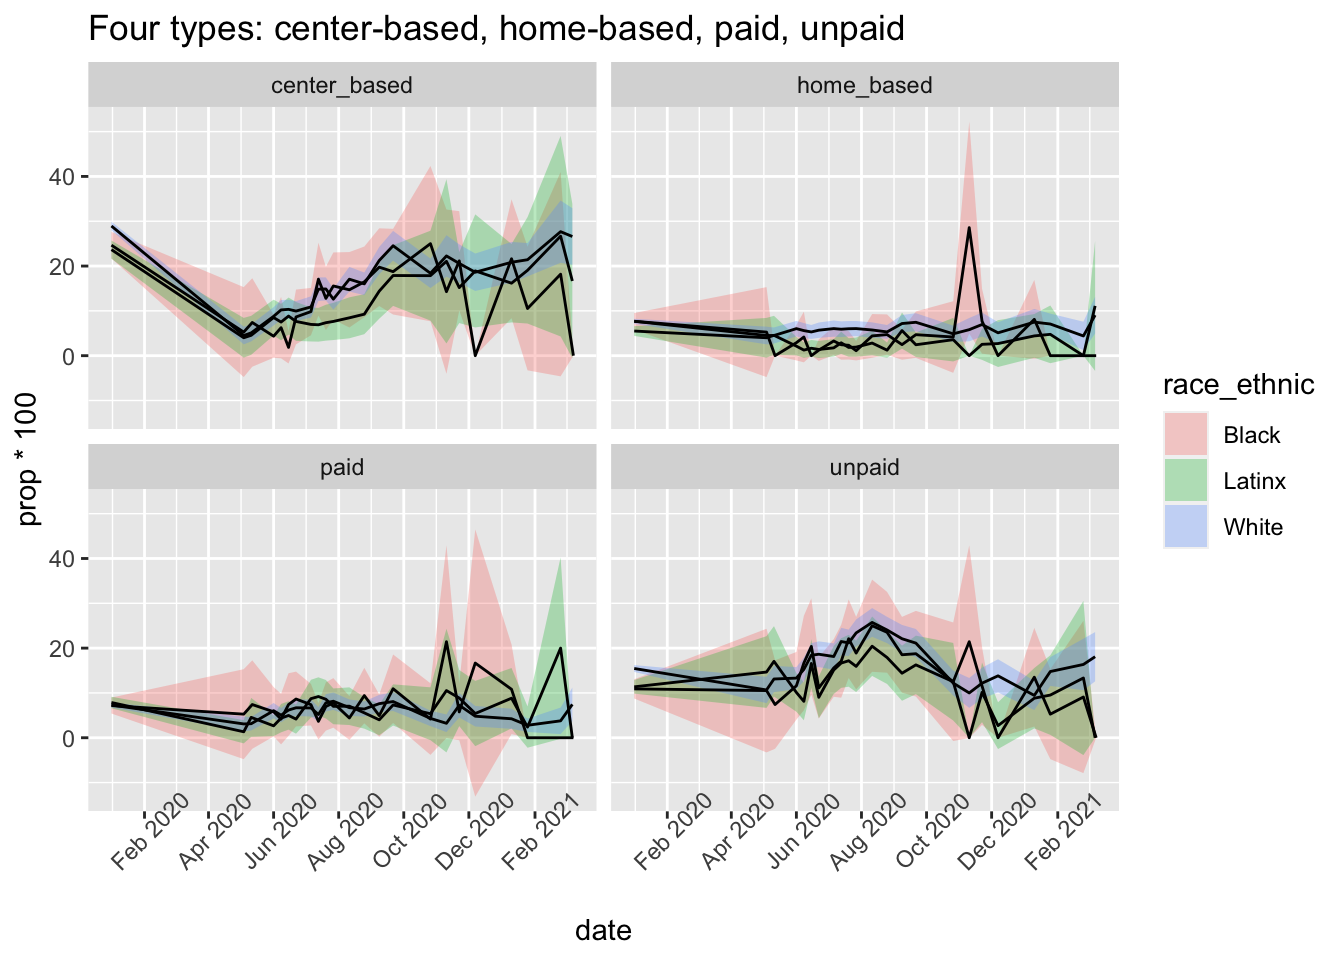 Four types: center-based, home-based, paid, unpaid
center_based
home_based
40
20
0
paid
unpaid
40
20
0
prop * 100
Feb 2020
Apr 2020
Jun 2020
Aug 2020
Oct 2020
Dec 2020
Feb 2021
Feb 2020
Apr 2020
Jun 2020
Aug 2020
Oct 2020
Dec 2020
Feb 2021
date
race_ethnic
Black
Latinx
White